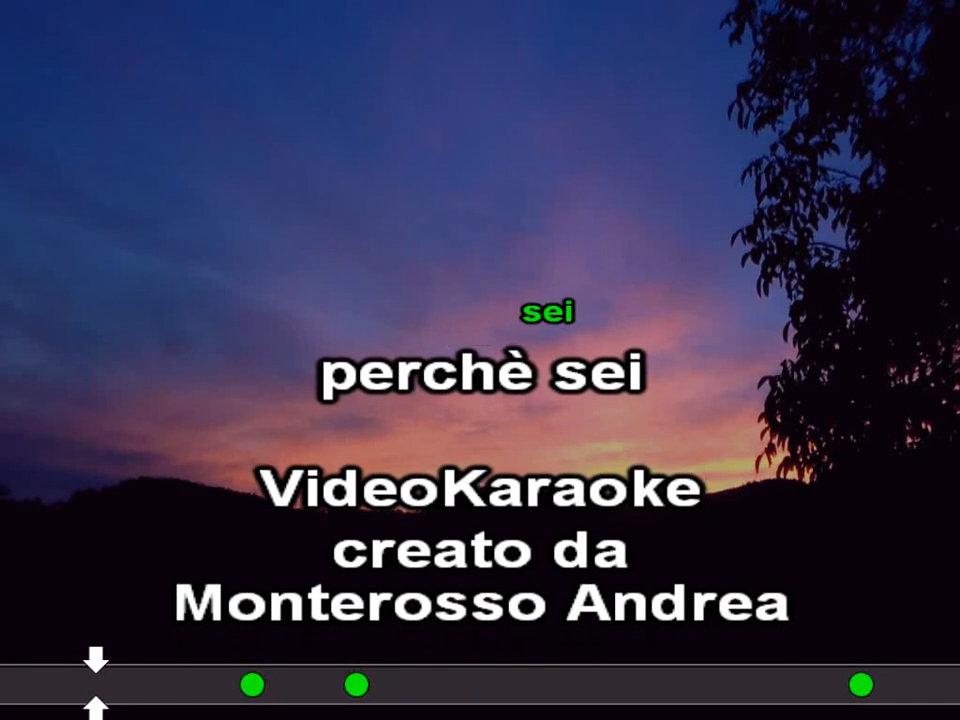 sei
perchè sei
VideoKaraoke
creato da
Monterosso Andrea